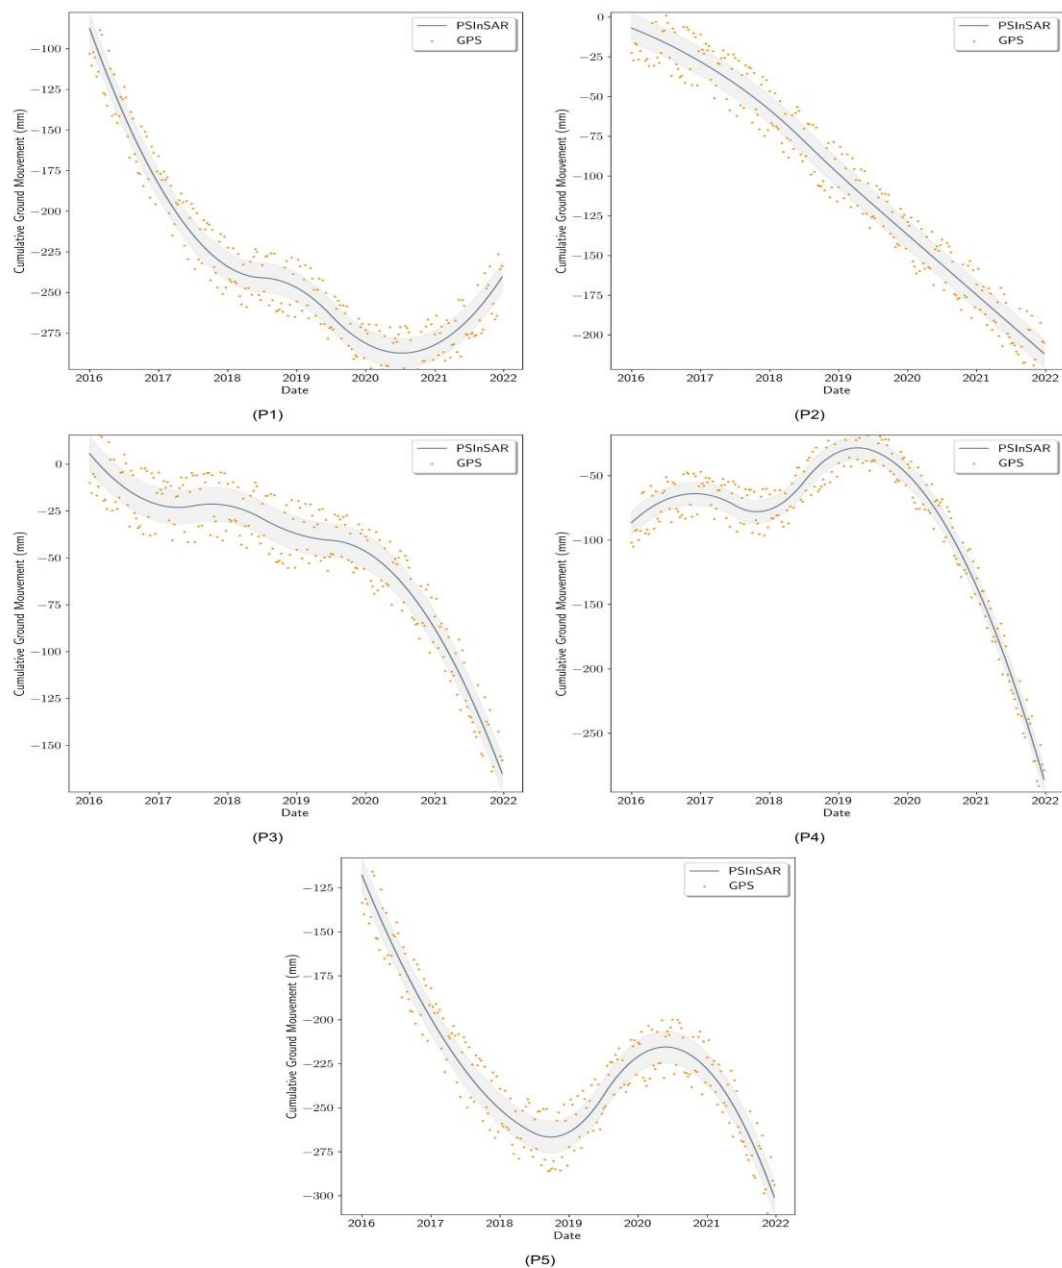 PSInSAR
GPS
−100
−125
−150
−175
−200
−225
−250
−275
Cumulative Ground Mouvement (mm)
2016 2017 2018 2019 2020 2021 2022
Date
(P1)
PSInSAR
GPS
0
−25
−50
−75
−100
−125
−150
−175
−200
Cumulative Ground Mouvement (mm)
2016 2017 2018 2019 2020 2021 2022
Date
(P2)
PSInSAR
GPS
0
−25
−50
−75
−100
−125
−150
Cumulative Ground Mouvement (mm)
2016 2017 2018 2019 2020 2021 2022
Date
(P3)
PSInSAR
GPS
−50
−100
−150
−200
−250
Cumulative Ground Mouvement (mm)
2016 2017 2018 2019 2020 2021 2022
Date
(P4)
PSInSAR
GPS
−125
−150
−175
−200
−225
−250
−275
−300
Cumulative Ground Mouvement (mm)
2016 2017 2018 2019 2020 2021 2022
Date
(P5)